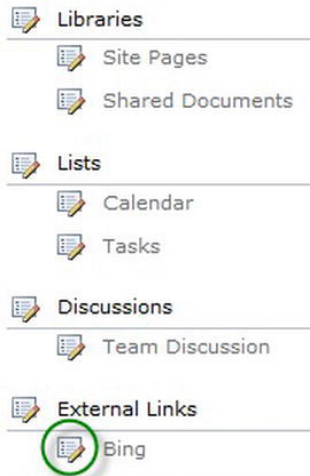 Libraries
Site Pages
Shared Documents
Lists
Calendar
Tasks
Discussions
Team Discussion
External Links
Bing